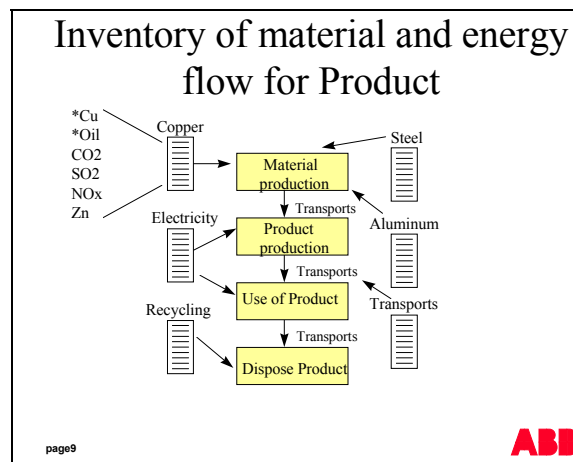 Inventory of material and energy
flow for Product
*Cu
*Oil
CO2
SO2
NOx
Zn
Copper
Steel
Material
production
Transports
Electricity
Aluminum
Product
production
Transports
Transports
Use of Product
Recycling
Transports
Dispose Product
page9
ABB